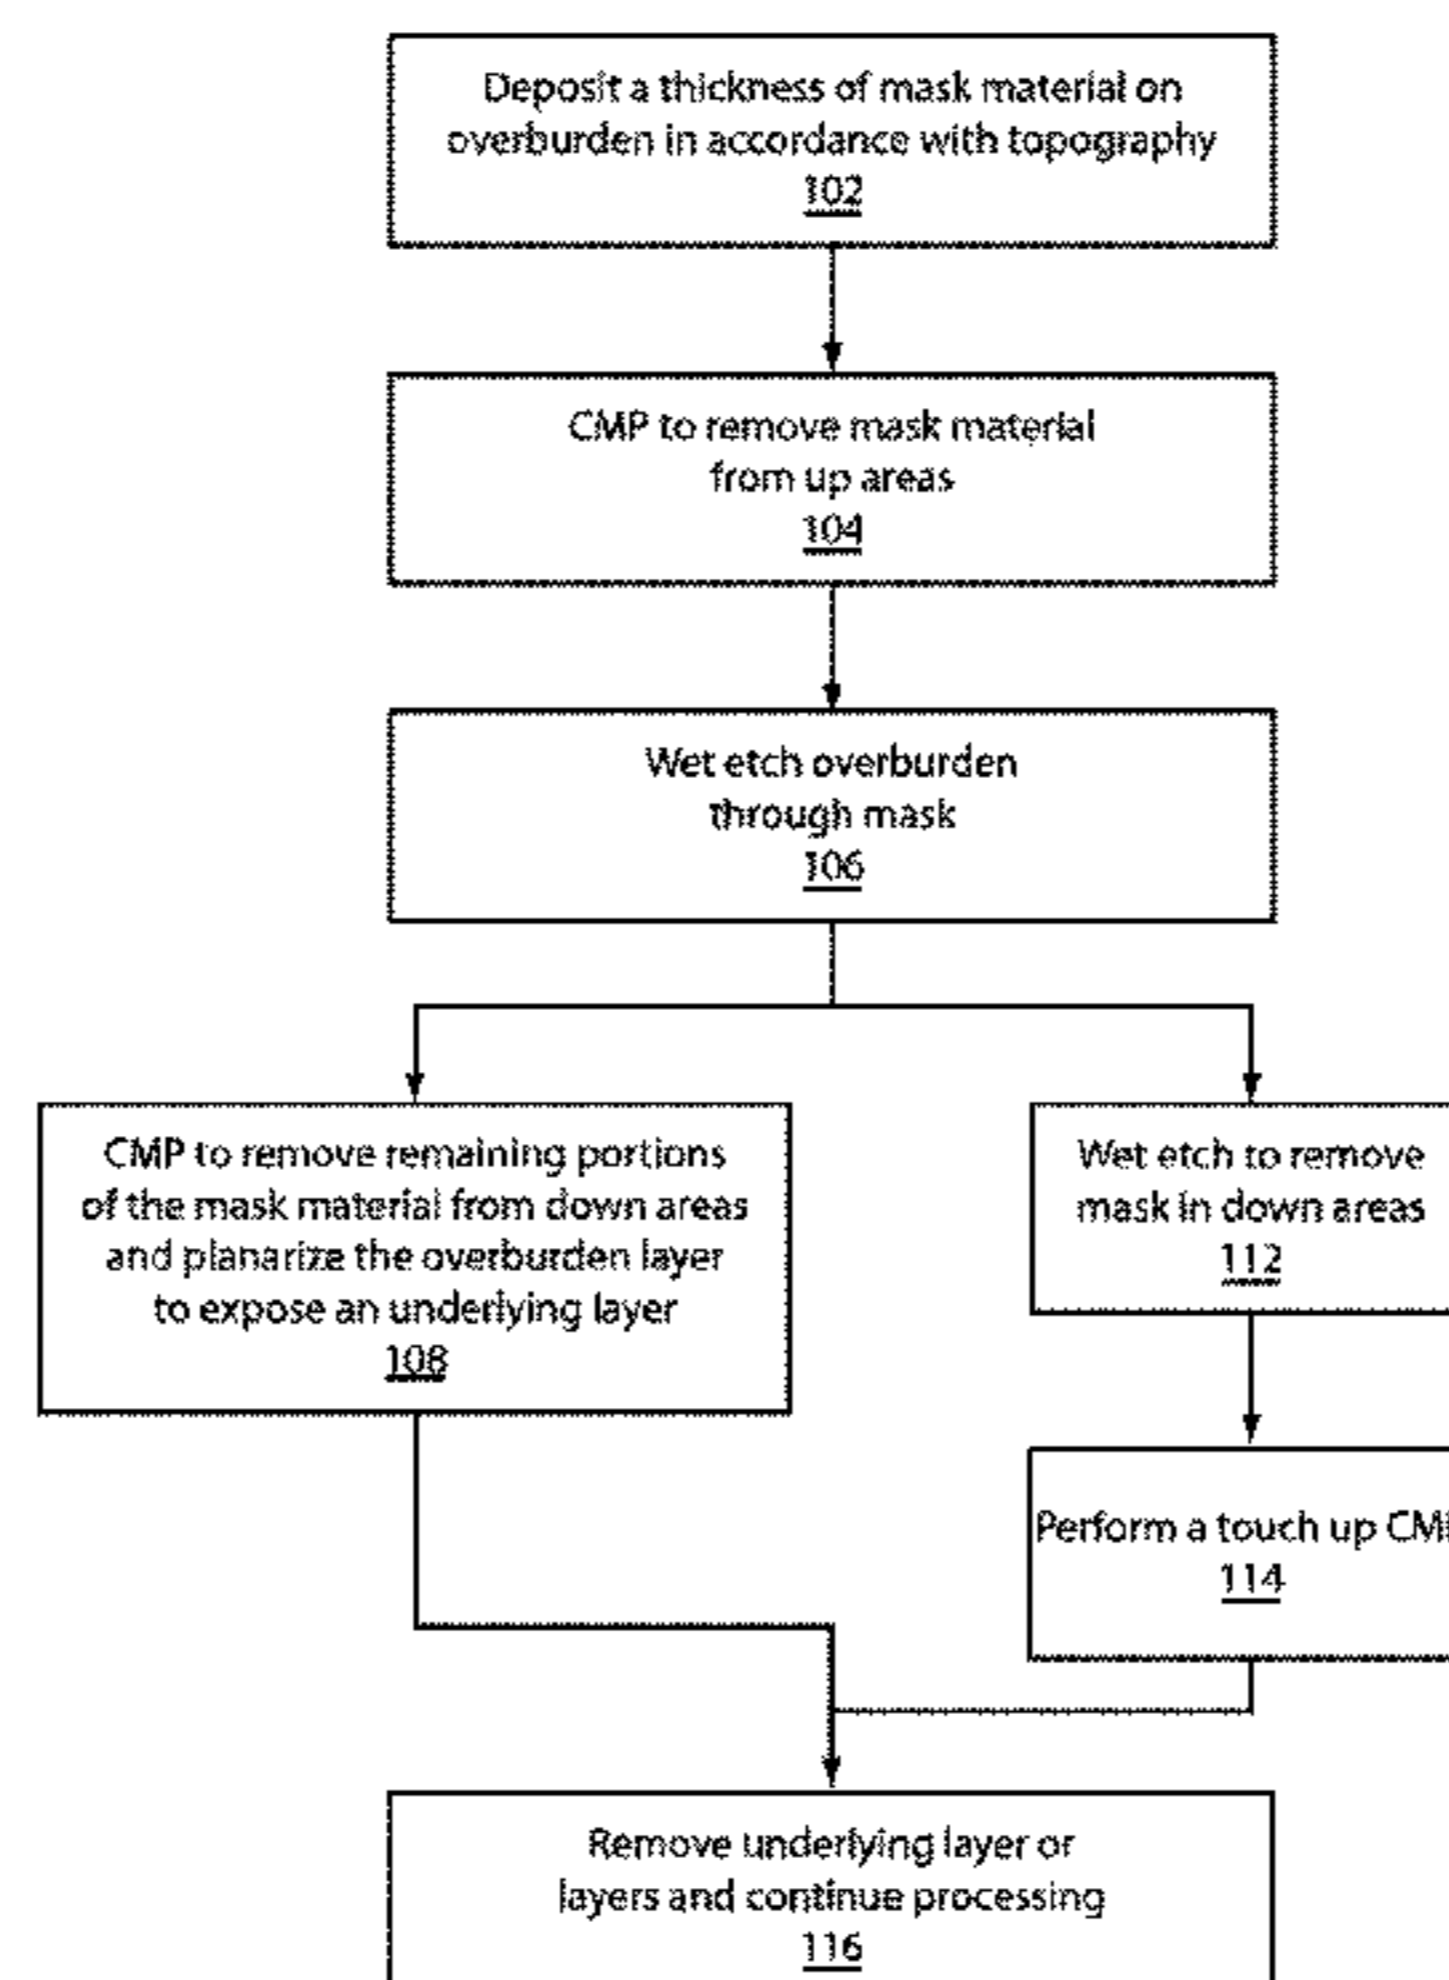 Deposit a thickness of mask material on
overburden in accordance with topography
102
CMP to remove mask material
from up areas
104
Wet etch overburden
through mask
106
CMP to remove remaining portions
of the mask material from down areas
and planarize the overburden layer
to expose an underlying layer
108
Wet etch to remove
mask in down areas
112
Perform a touch up CM
114
Remove underlying layer or
layers and continue processing
116